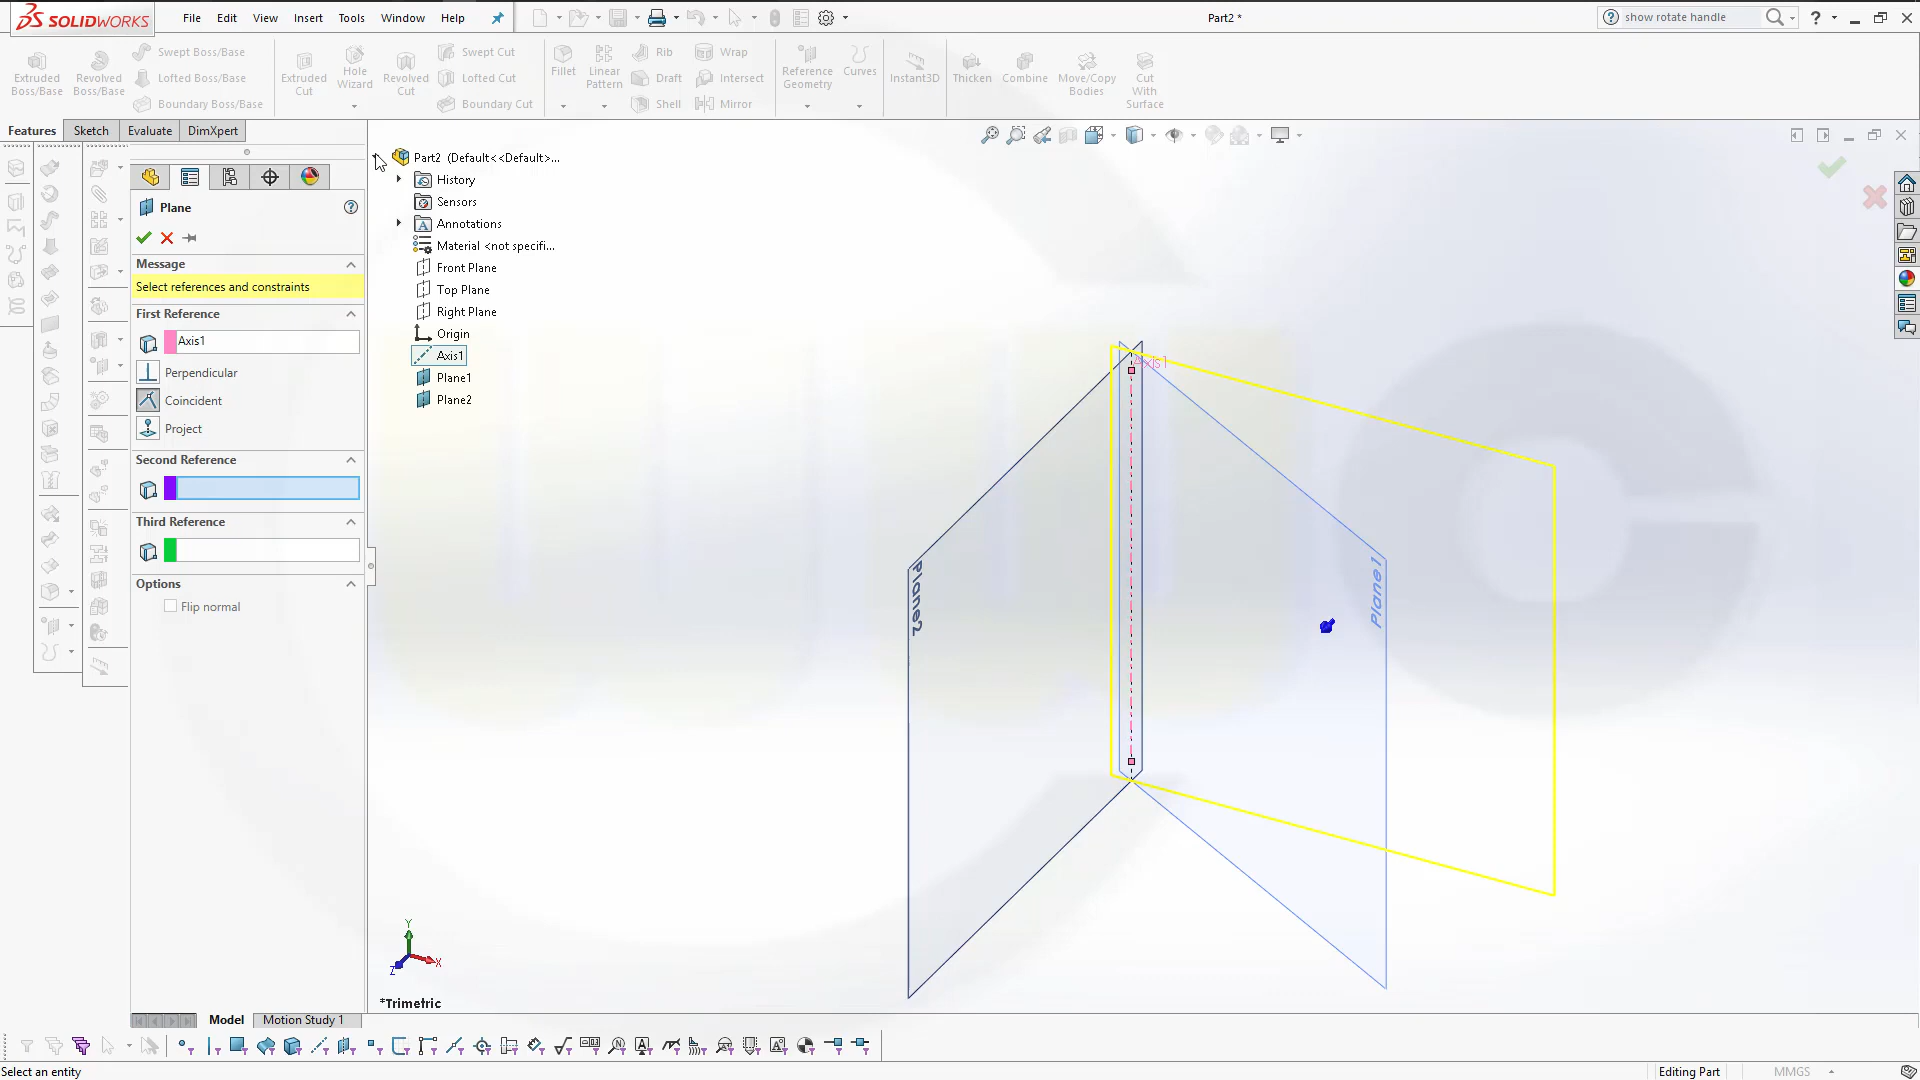 SOLIDWORKS
File Edit View Insert Tools Window Help
Part2 *
show rotate handle
Extruded Boss/Base
Revolved Boss/Base
Swept Boss/Base
Lofted Boss/Base
Boundary Boss/Base
Extruded Cut
Hole Wizard
Revolved Cut
Swept Cut
Lofted Cut
Boundary Cut
Fillet
Linear Pattern
Rib
Draft
Shell
Wrap
Intersect
Mirror
Reference Geometry
Curves
Instant3D
Thicken
Combine
Move/Copy Bodies
Cut With Surface
Features Sketch Evaluate DimXpert
Plane
Message
Select references and constraints
First Reference
Axis1
Perpendicular
Coincident
Project
Second Reference
Third Reference
Options
Flip normal
Part2 (Default<<Default>...
History
Sensors
Annotations
Material <not specifi...
Front Plane
Top Plane
Right Plane
Origin
Axis1
Plane1
Plane2
Axis1
Plane2
Plane1
Y
X
Z
*Trimetric
Model Motion Study 1
Select an entity
Editing Part
MMGS